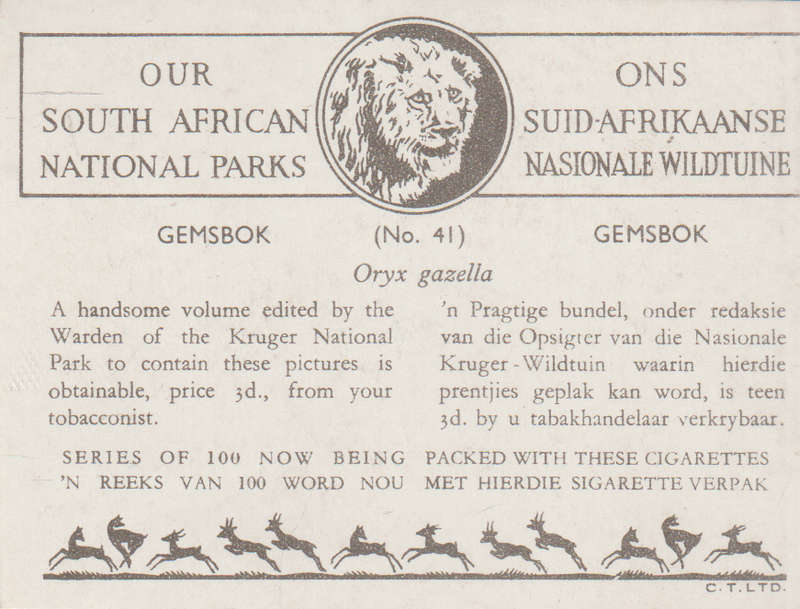 OUR
SOUTH AFRICAN
NATIONAL PARKS
ONS
SUID-AFRIKAANSE
NASIONALE WILDTUINE
GEMSBOK (No. 41) GEMSBOK
Oryx gazella
A handsome volume edited by the
Warden of the Kruger National
Park to contain these pictures is
obtainable, price 3d., from your
tobacconist.
'n Pragtige bundel, onder redaksie
van die Opsigter van die Nasionale
Kruger-Wildtuin waarin hierdie
prentjies geplak kan word, is teen
3d. by u tabakhandelaar verkrybaar.
SERIES OF 100 NOW BEING PACKED WITH THESE CIGARETTES
'N REEKS VAN 100 WORD NOU MET HIERDIE SIGARETTE VERPAK
C.T.LTD.